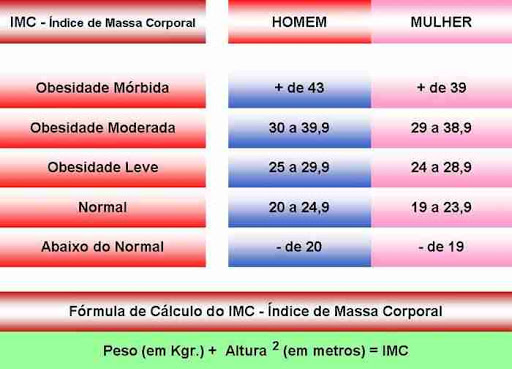 IMC - Índice de Massa Corporal HOMEM MULHER
Obesidade Mórbida + de 43 + de 39
Obesidade Moderada 30 a 39,9 29 a 38,9
Obesidade Leve 25 a 29,9 24 a 28,9
Normal 20 a 24,9 19 a 23,9
Abaixo do Normal - de 20 - de 19
Fórmula de Cálculo do IMC - Índice de Massa Corporal
Peso (em Kgr.) + Altura ² (em metros) = IMC